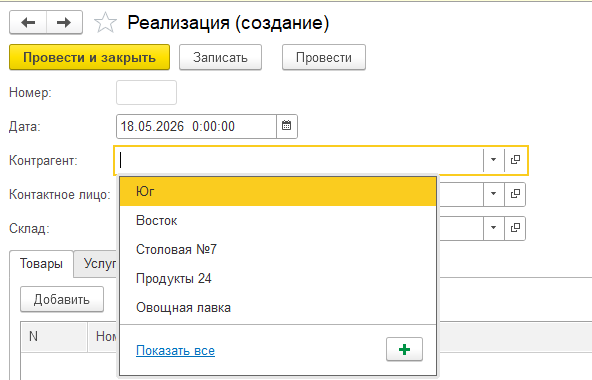 Реализация (создание)
Провести и закрыть Записать Провести
Номер:
Дата: 18.05.2026 0:00:00
Контрагент:
Юг
Контактное лицо:
Восток
Склад:
Столовая №7
Товары Услуг
Продукты 24
Добавить
Овощная лавка
N Ном
Показать все